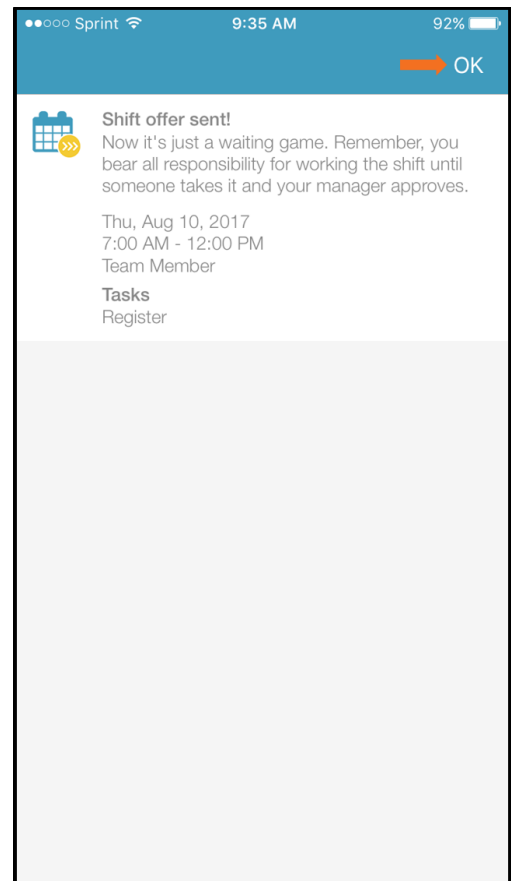 Sprint 9:35 AM 92%
OK
Shift offer sent!
Now it's just a waiting game. Remember, you
bear all responsibility for working the shift until
someone takes it and your manager approves.
Thu, Aug 10, 2017
7:00 AM - 12:00 PM
Team Member
Tasks
Register